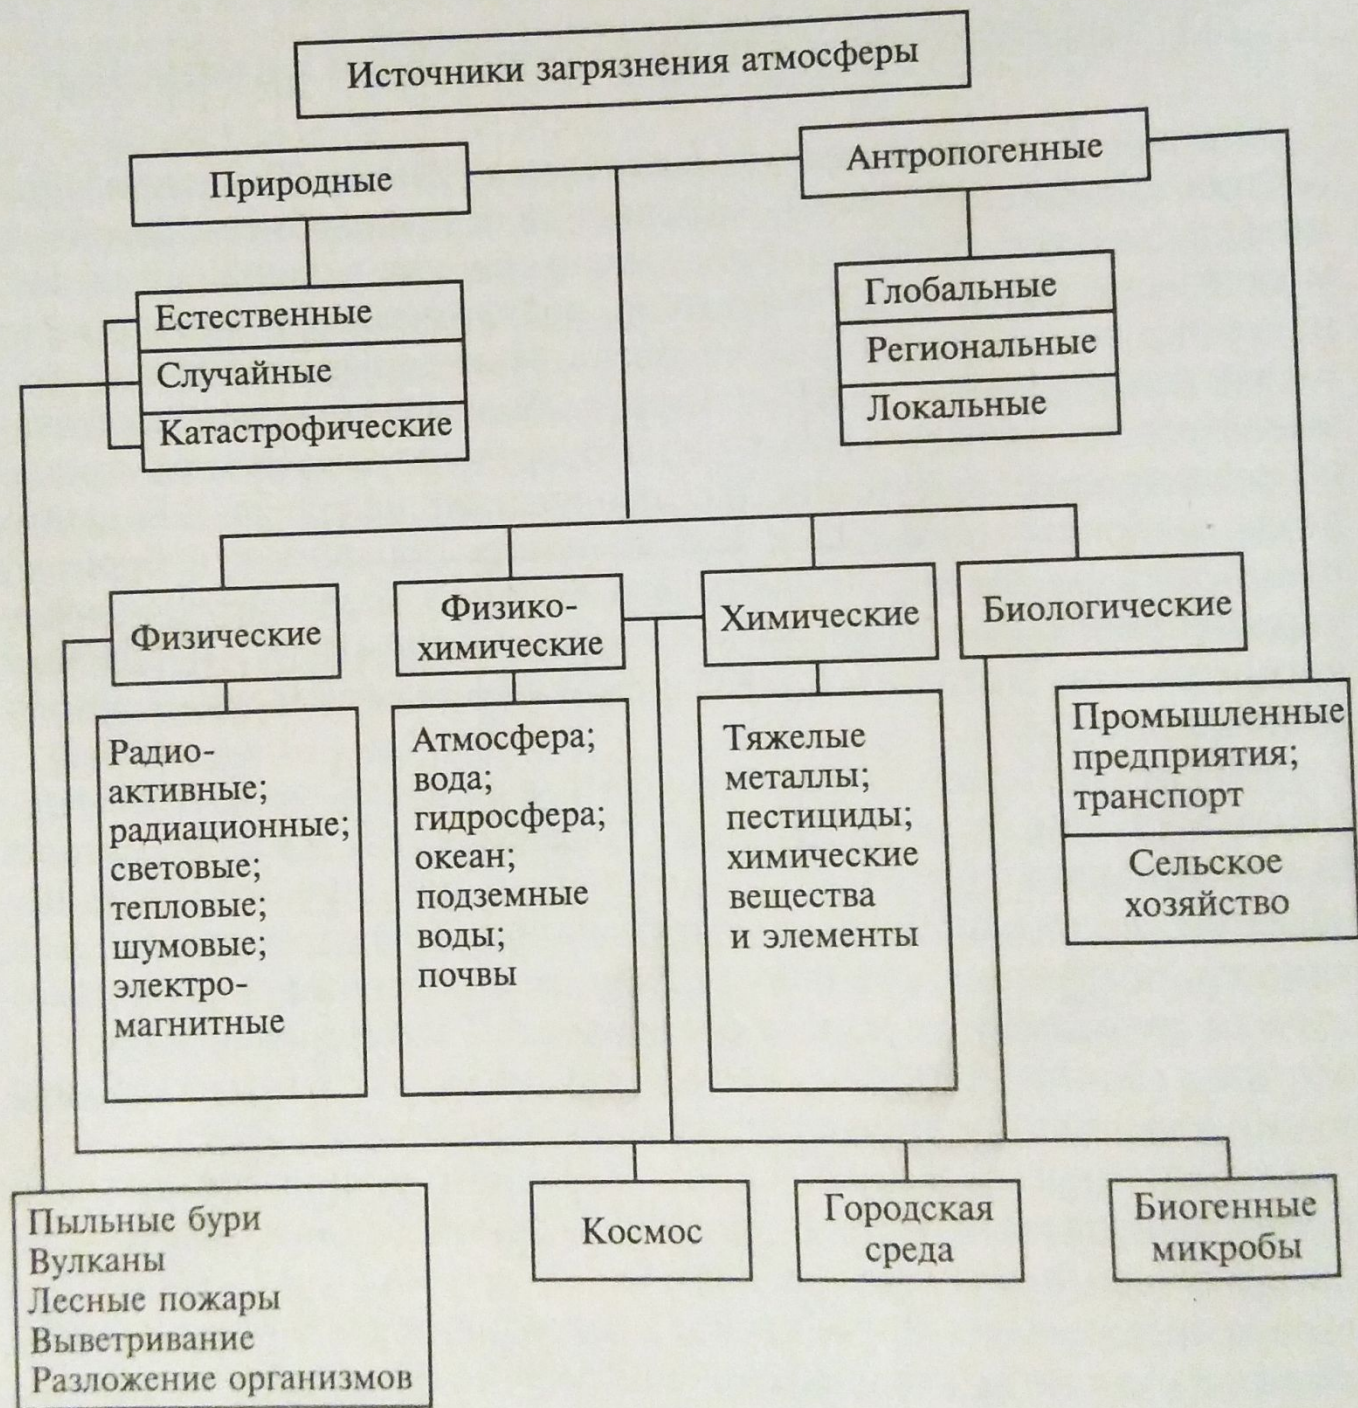 Источники загрязнения атмосферы
Природные
Антропогенные
Естественные
Случайные
Катастрофические
Глобальные
Региональные
Локальные
Физические
Физико-
химические
Химические
Биологические
Радио-
активные;
радиационные;
световые;
тепловые;
шумовые;
электро-
магнитные
Атмосфера;
вода;
гидросфера;
океан;
подземные
воды;
почвы
Тяжелые
металлы;
пестициды;
химические
вещества
и элементы
Промышленные
предприятия;
транспорт
Сельское
хозяйство
Пыльные бури
Вулканы
Лесные пожары
Выветривание
Разложение организмов
Космос
Городская
среда
Биогенные
микробы